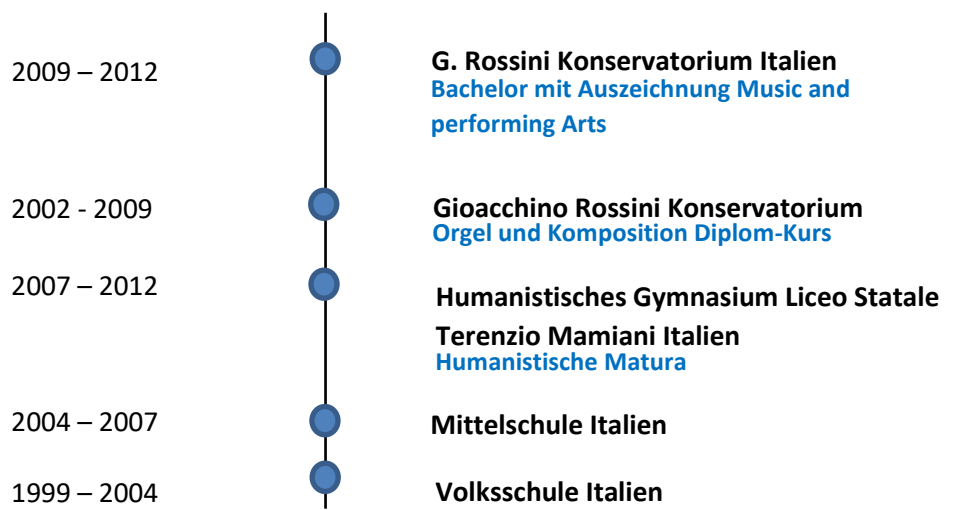 2009 – 2012
G. Rossini Konservatorium Italien
Bachelor mit Auszeichnung Music and
performing Arts
2002 - 2009
Gioacchino Rossini Konservatorium
Orgel und Komposition Diplom-Kurs
2007 – 2012
Humanistisches Gymnasium Liceo Statale
Terenzio Mamiani Italien
Humanistische Matura
2004 – 2007
Mittelschule Italien
1999 – 2004
Volksschule Italien